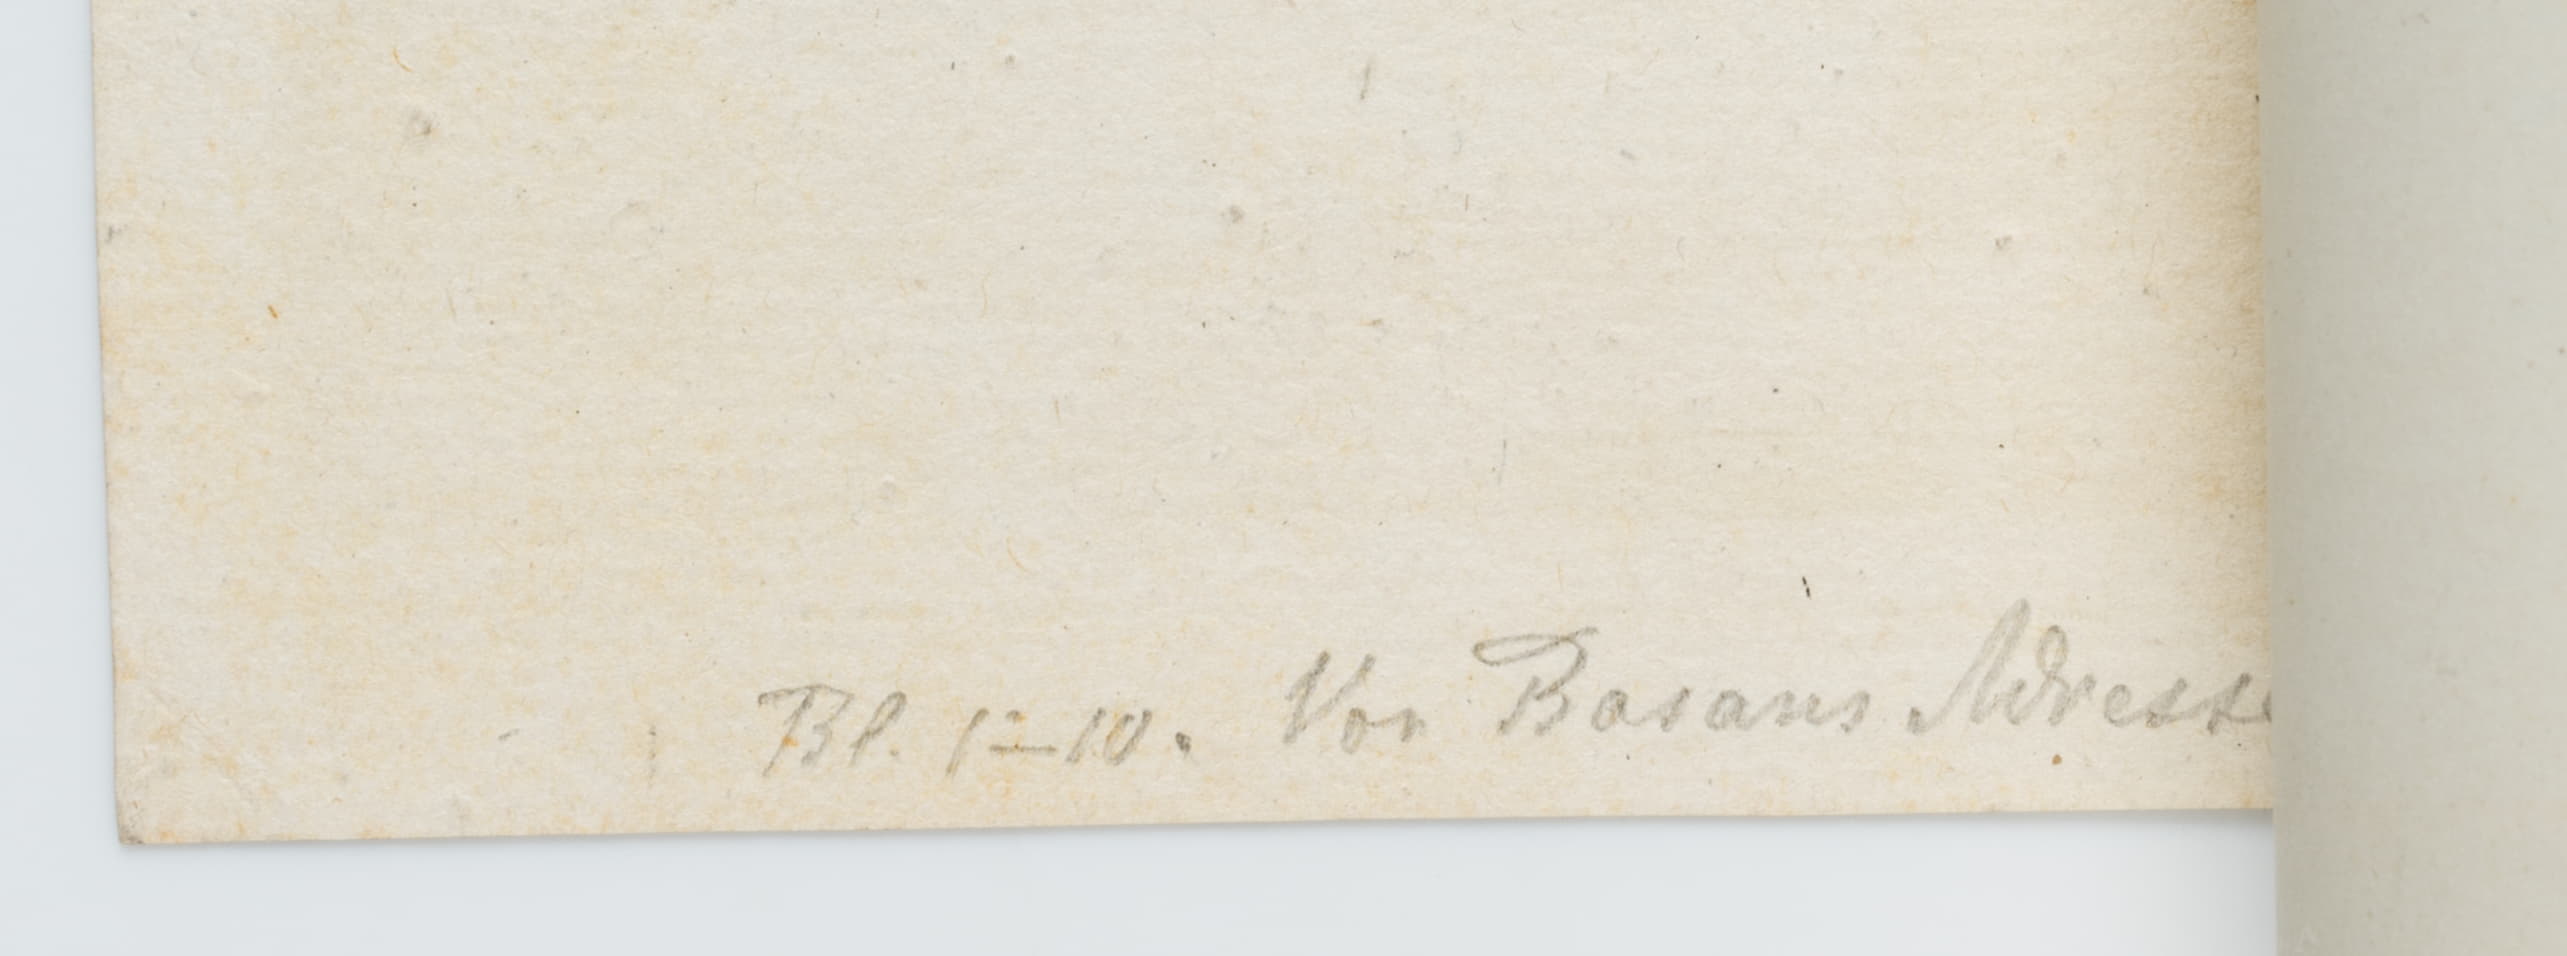 Bl. 1–10. Vor Basans Adresse